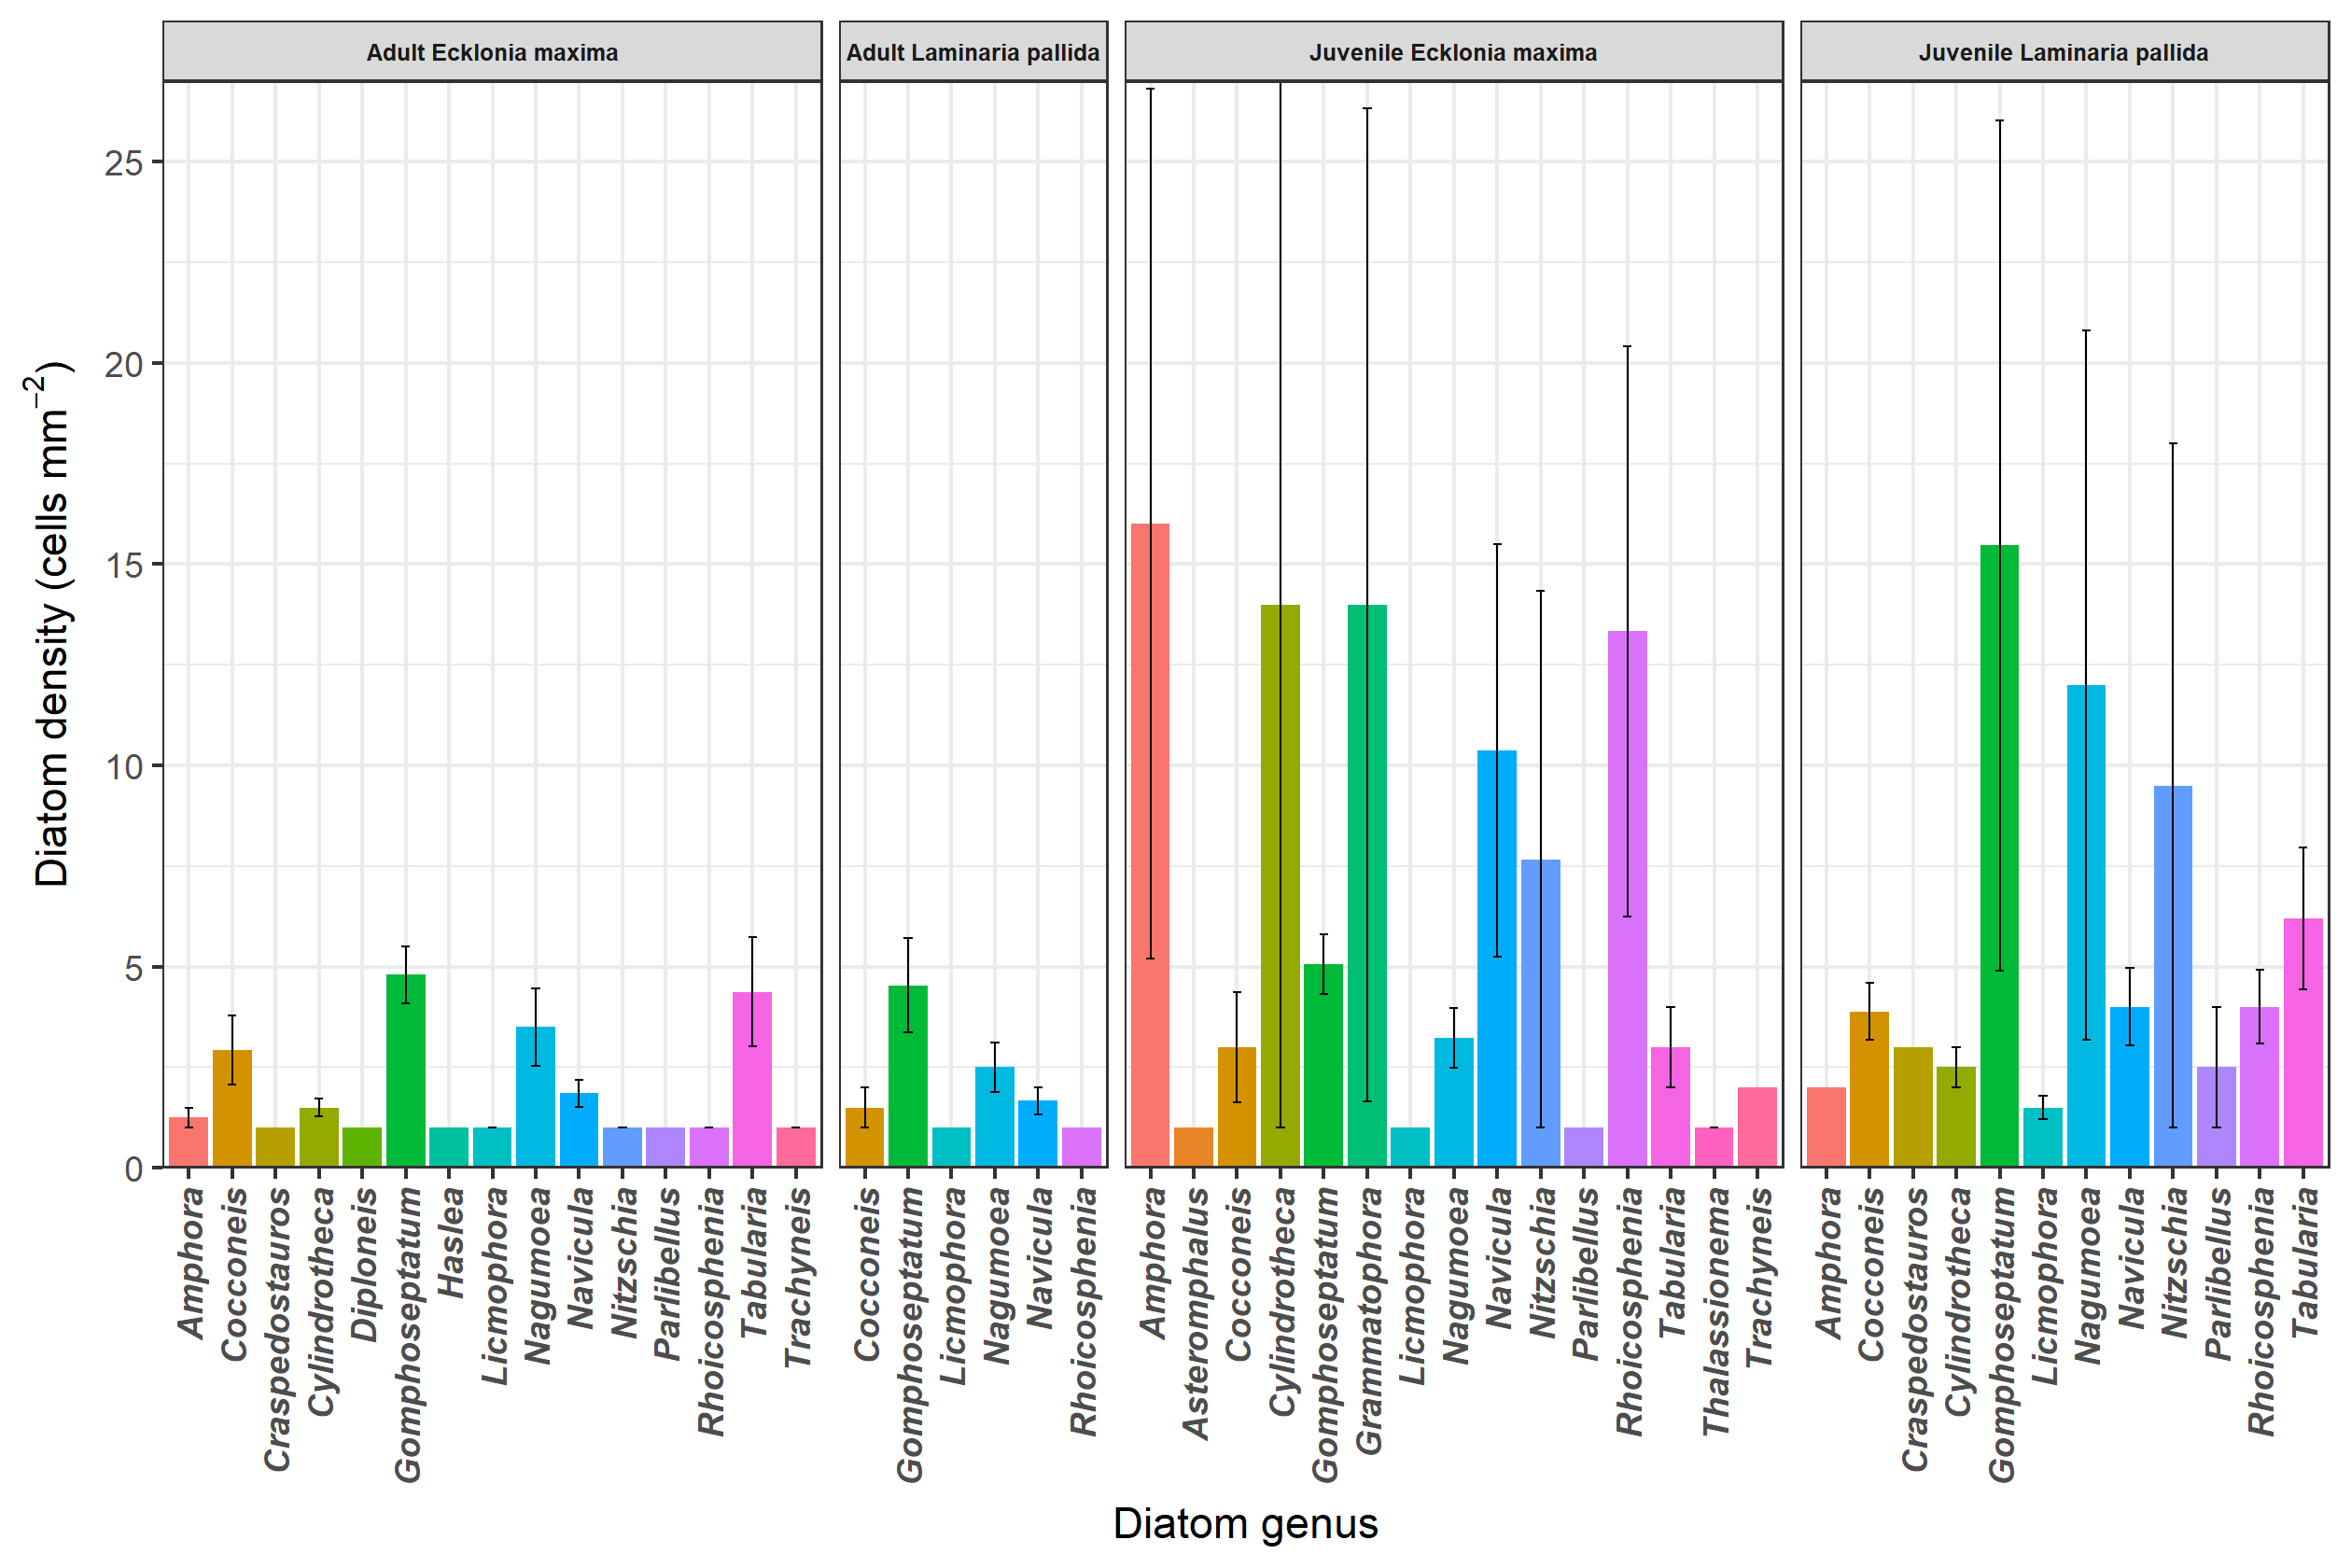 Adult Ecklonia maxima
Adult Laminaria pallida
Juvenile Ecklonia maxima
Juvenile Laminaria pallida
Diatom density (cells mm⁻²)
25
20
15
10
5
0
Amphora
Cocconeis
Craspedostauros
Cylindrotheca
Diploneis
Gomphoseptatum
Haslea
Licmophora
Nagumoea
Navicula
Nitzschia
Parlibellus
Rhoicosphenia
Tabularia
Trachyneis
Cocconeis
Gomphoseptatum
Licmophora
Nagumoea
Navicula
Rhoicosphenia
Amphora
Asteromphalus
Cocconeis
Cylindrotheca
Gomphoseptatum
Grammatophora
Licmophora
Nagumoea
Navicula
Nitzschia
Parlibellus
Rhoicosphenia
Tabularia
Thalassionema
Trachyneis
Amphora
Cocconeis
Craspedostauros
Cylindrotheca
Gomphoseptatum
Licmophora
Nagumoea
Navicula
Nitzschia
Parlibellus
Rhoicosphenia
Tabularia
Diatom genus